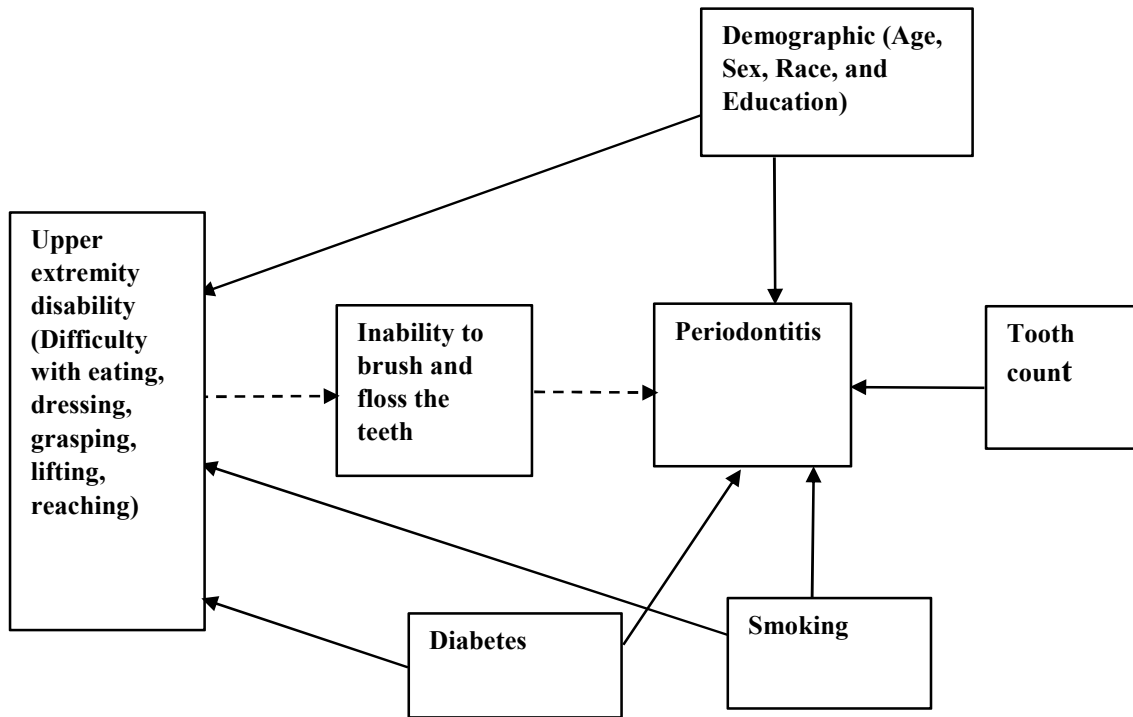 Demographic (Age,
Sex, Race, and
Education)
Upper
extremity
disability
(Difficulty
with eating,
dressing,
grasping,
lifting,
reaching)
Inability to
brush and
floss the
teeth
Periodontitis
Tooth
count
Diabetes
Smoking